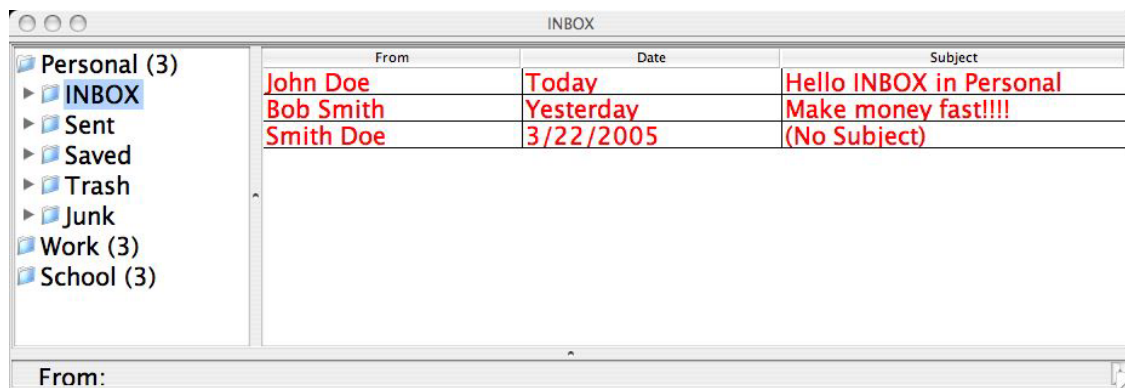 INBOX
Personal (3)
INBOX
Sent
Saved
Trash
Junk
Work (3)
School (3)
From Date Subject
John Doe Today Hello INBOX in Personal
Bob Smith Yesterday Make money fast!!!!
Smith Doe 3/22/2005 (No Subject)
From: